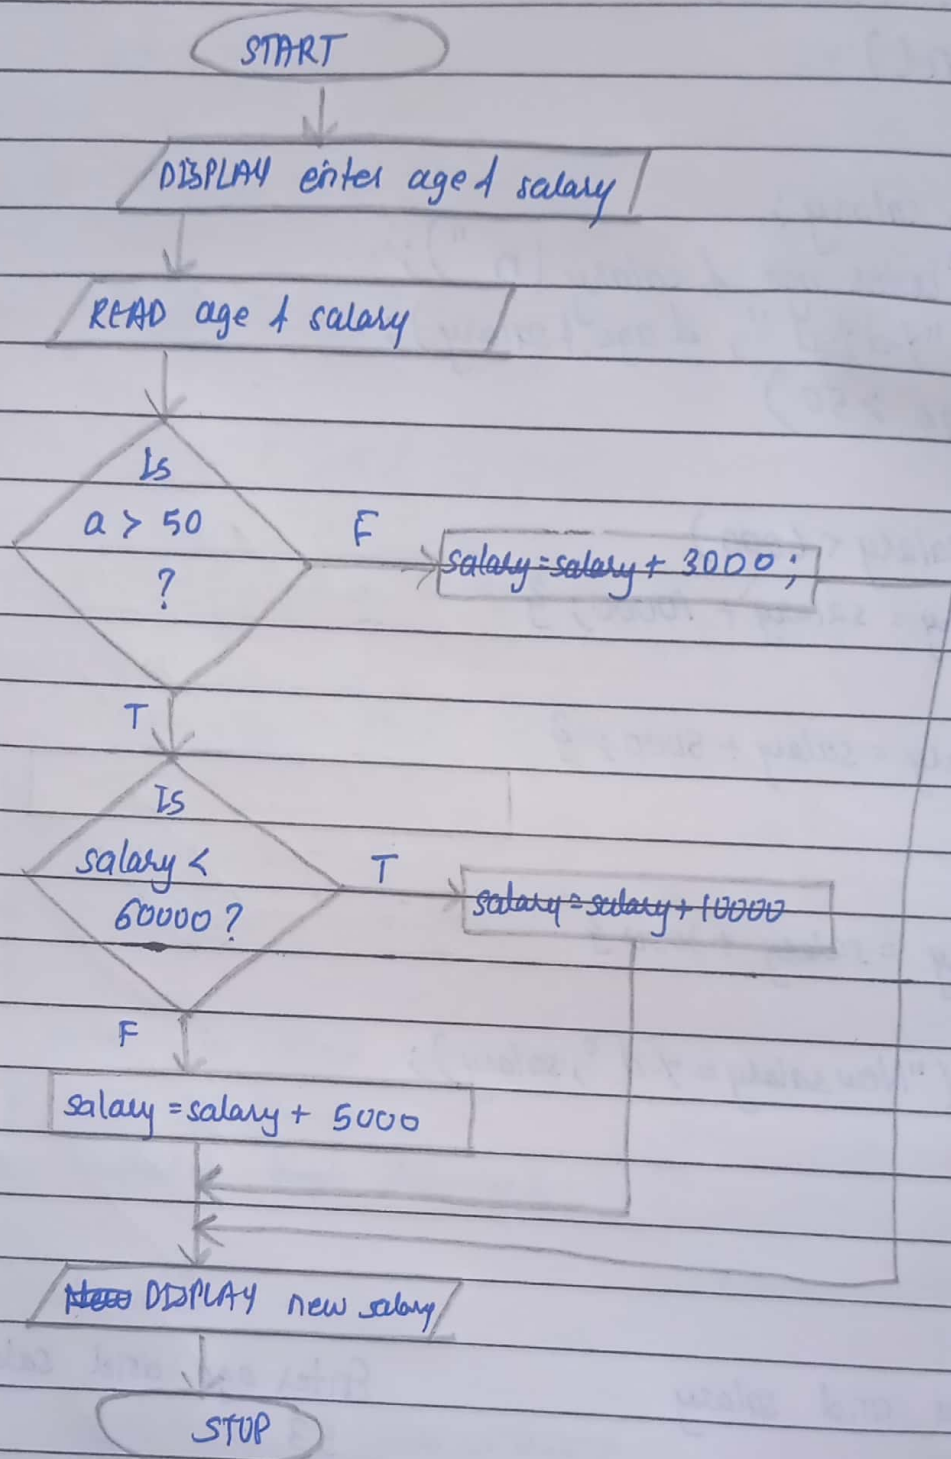 START
DISPLAY enter age & salary
READ age & salary
Is
a > 50
?
F
salary=salary + 3000;
T
Is
salary <
60000?
T
salary=salary+10000
F
salary=salary + 5000
DISPLAY new salary
STOP